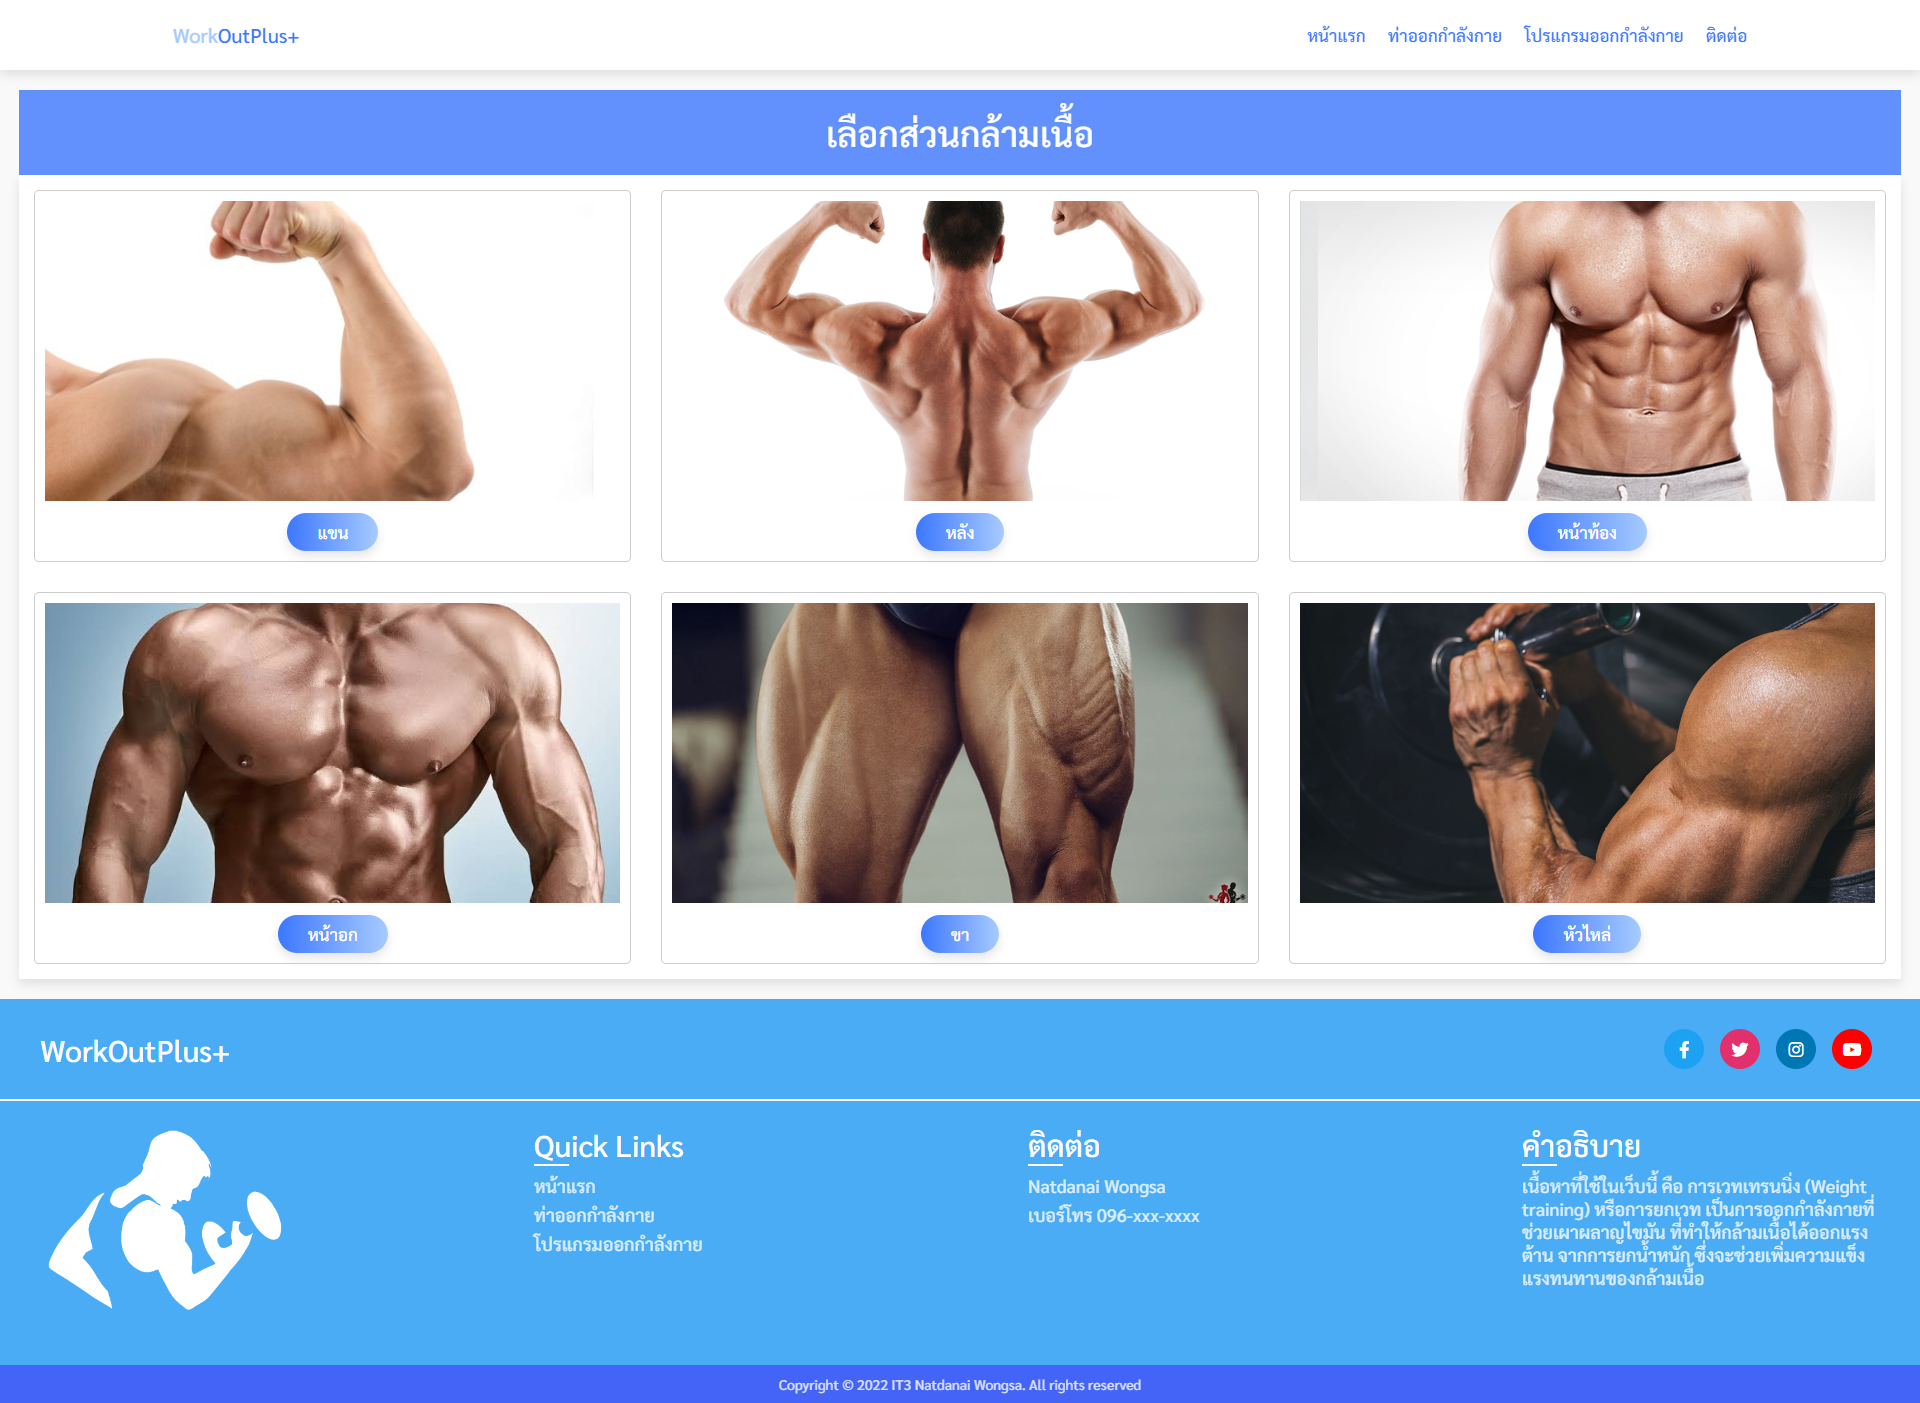 WorkOutPlus+
หน้าแรก ท่าออกกำลังกาย โปรแกรมออกกำลังกาย ติดต่อ
เลือกส่วนกล้ามเนื้อ
แขน
หลัง
หน้าท้อง
หน้าอก
ขา
หัวไหล่
WorkOutPlus+
Quick Links
หน้าแรก
ท่าออกกำลังกาย
โปรแกรมออกกำลังกาย
ติดต่อ
Natdanai Wongsa
เบอร์โทร 096-xxx-xxxx
คำอธิบาย
เนื้อหาที่ใช้ในเว็บนี้ คือ การเวทเทรนนิ่ง (Weight
training) หรือการยกเวท เป็นการออกกำลังกายที่
ช่วยเผาผลาญไขมัน ที่ทำให้กล้ามเนื้อได้ออกแรง
ต้าน จากการยกน้ำหนัก ซึ่งจะช่วยเพิ่มความแข็ง
แรงทนทานของกล้ามเนื้อ
Copyright © 2022 IT3 Natdanai Wongsa. All rights reserved